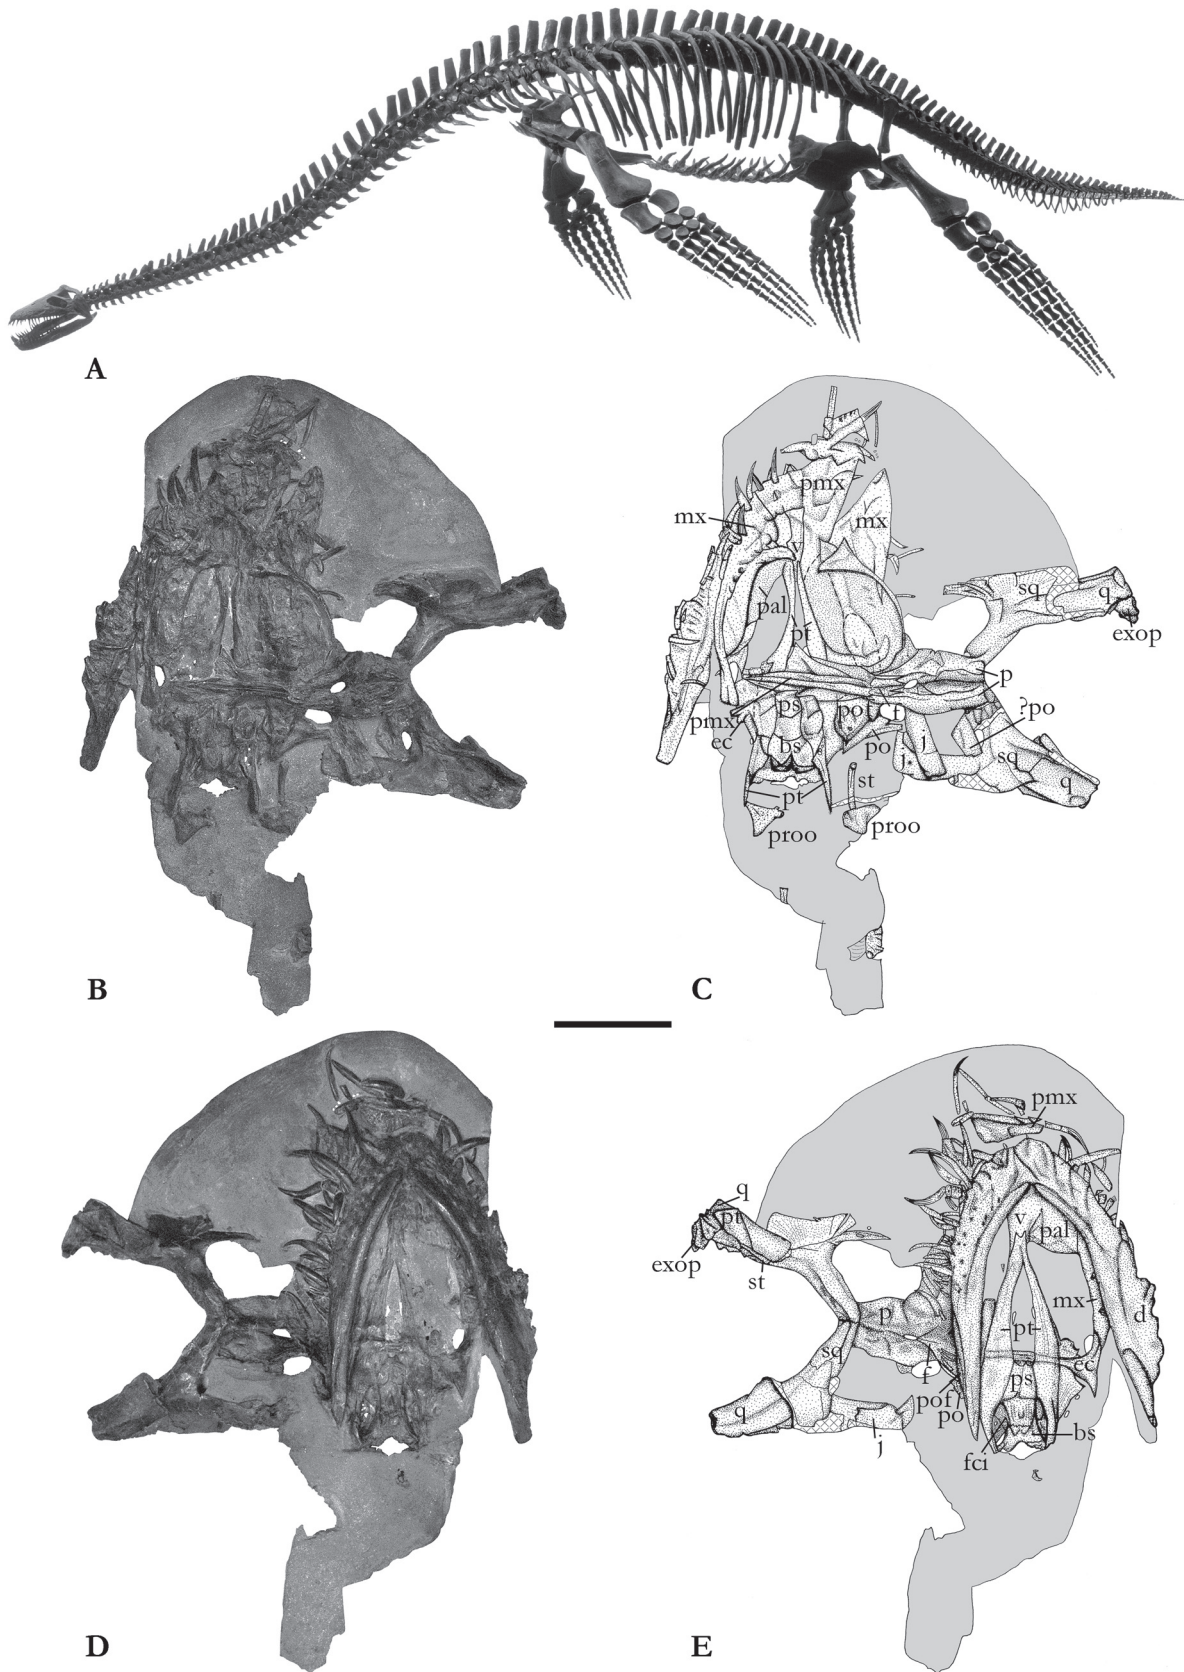 A
pmx
mx
mx
v
sq
q
pal
exop
pt
p
ps
pof
f
?po
pmx
ec
bs
po
j
j
sq
st
q
pt
proo
proo
B
C
pmx
q
pt
v
pal
exop
st
mx
p
d
pt
sq
f
ec
ps
pof
q
po
j
bs
fci
D
E